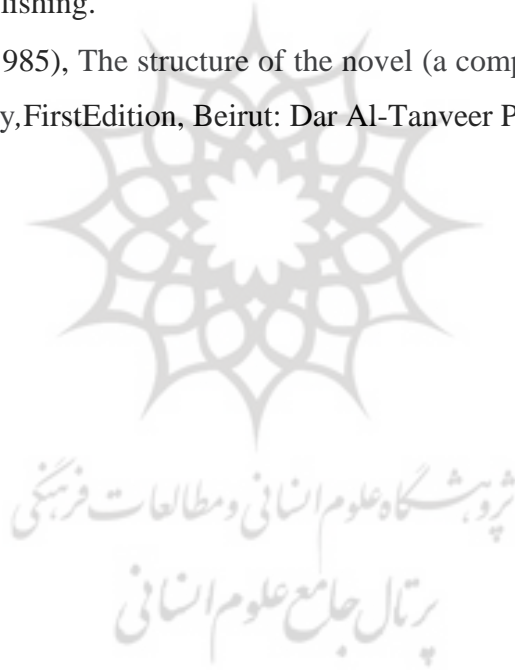 lishing.
985), The structure of the novel (a comp
y,FirstEdition, Beirut: Dar Al-Tanveer P
پژوهشگاه علوم انسانی و مطالعات فرهنگی
پرتال جامع علوم انسانی